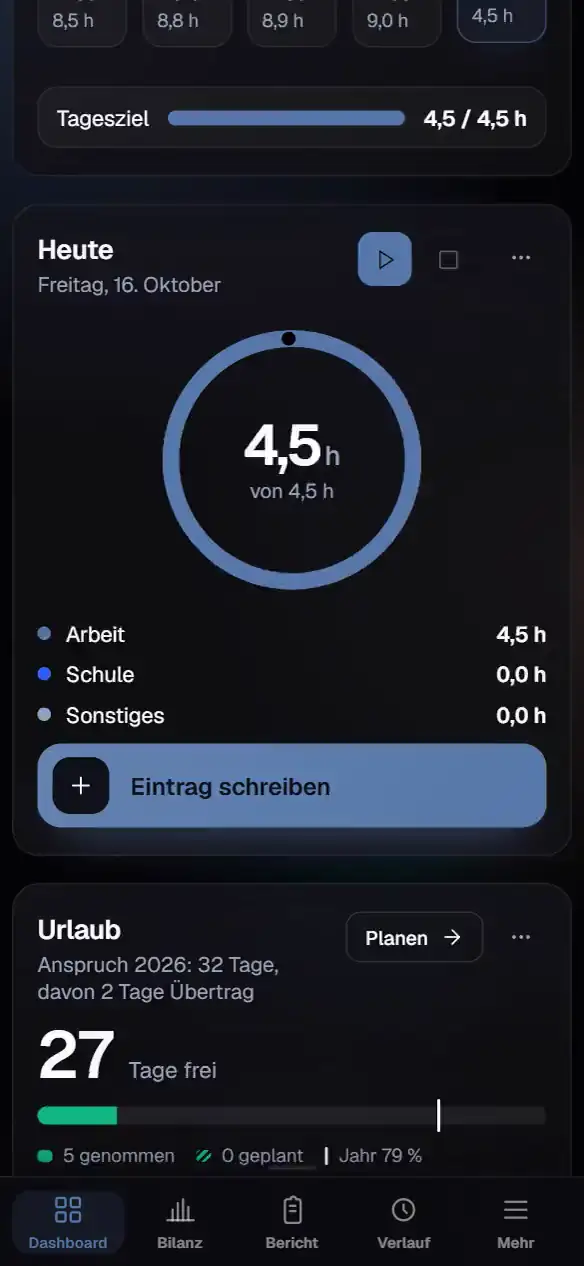 8,5 h
8,8 h
8,9 h
9,0 h
4,5 h
Tagesziel 4,5 / 4,5 h
Heute
Freitag, 16. Oktober
4,5 h
von 4,5 h
Arbeit 4,5 h
Schule 0,0 h
Sonstiges 0,0 h
Eintrag schreiben
Urlaub
Planen
Anspruch 2026: 32 Tage,
davon 2 Tage Übertrag
27 Tage frei
5 genommen 0 geplant Jahr 79 %
Dashboard
Bilanz
Bericht
Verlauf
Mehr